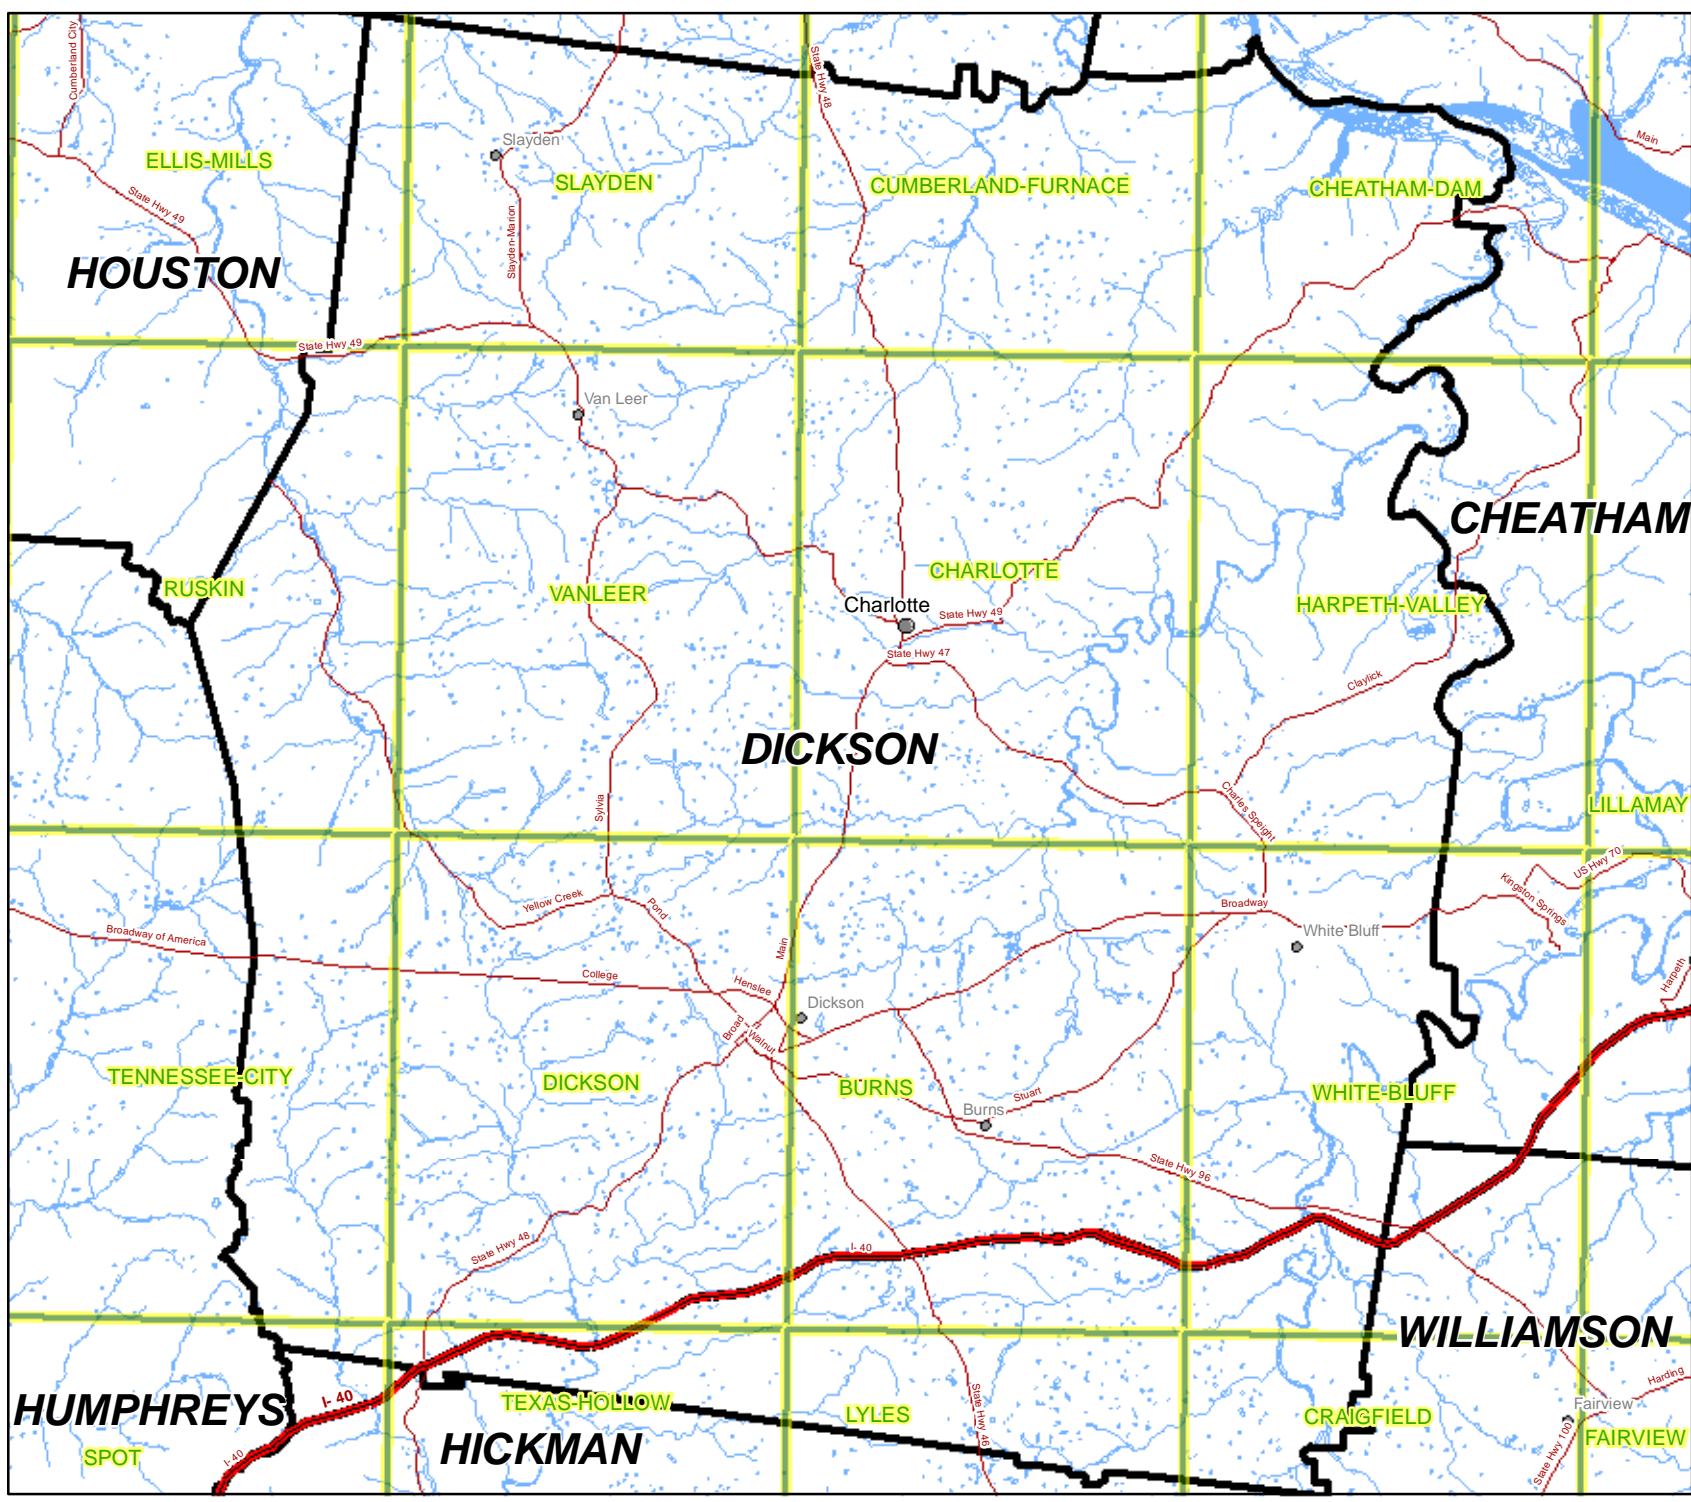 Cumberland City
State Hwy 48
Main
Slayden
ELLIS-MILLS
SLAYDEN
CUMBERLAND-FURNACE
CHEATHAM-DAM
State Hwy 49
Slayden-Marion
HOUSTON
State Hwy 49
Van Leer
CHEATHAM
RUSKIN
VANLEER
CHARLOTTE
HARPETH-VALLEY
Charlotte
State Hwy 49
State Hwy 47
Claylick
DICKSON
Sylvia
Charles Speight
LILLAMAY
US Hwy 70
Kingston Springs
Yellow Creek
Pond
Broadway
Broadway of America
Main
White Bluff
College
Henslee
Harpeth
Dickson
Broad
Walnut
TENNESSEE-CITY
DICKSON
BURNS
Stuart
WHITE-BLUFF
Burns
State Hwy 96
State Hwy 48
I- 40
WILLIAMSON
Harding
HUMPHREYS
I- 40
TEXAS-HOLLOW
LYLES
State Hwy 46
CRAIGFIELD
Fairview
FAIRVIEW
HICKMAN
SPOT
I-40
State Hwy 100